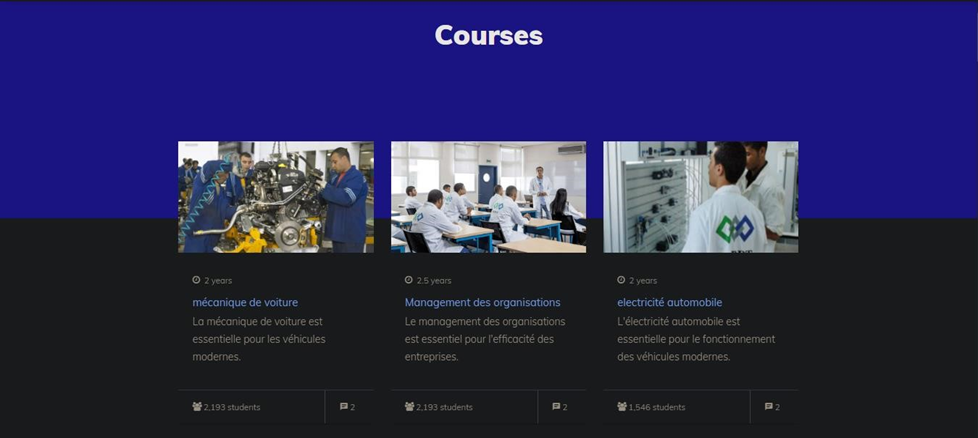 Courses
2 years
mécanique de voiture
La mécanique de voiture est
essentielle pour les véhicules
modernes.
2,193 students
2
2.5 years
Management des organisations
Le management des organisations
est essentiel pour l'efficacité des
entreprises.
2,193 students
2
2 years
electricité automobile
L'électricité automobile est
essentielle pour le fonctionnement
des véhicules modernes.
1,546 students
2